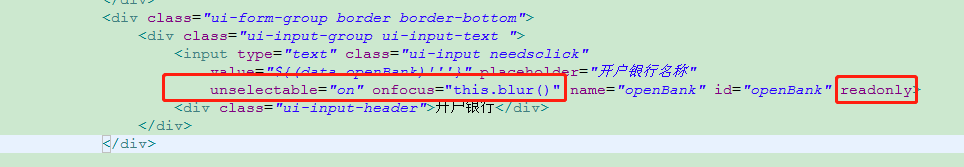 </div>
<div class="ui-form-group border border-bottom">
<div class="ui-input-group ui-input-text ">
<input type="text" class="ui-input needsclick"
value="${(data.openBank)!''}" placeholder="开户银行名称"
unselectable="on" onfocus="this.blur()" name="openBank" id="openBank" readonly>
<div class="ui-input-header">开户银行</div>
</div>
</div>